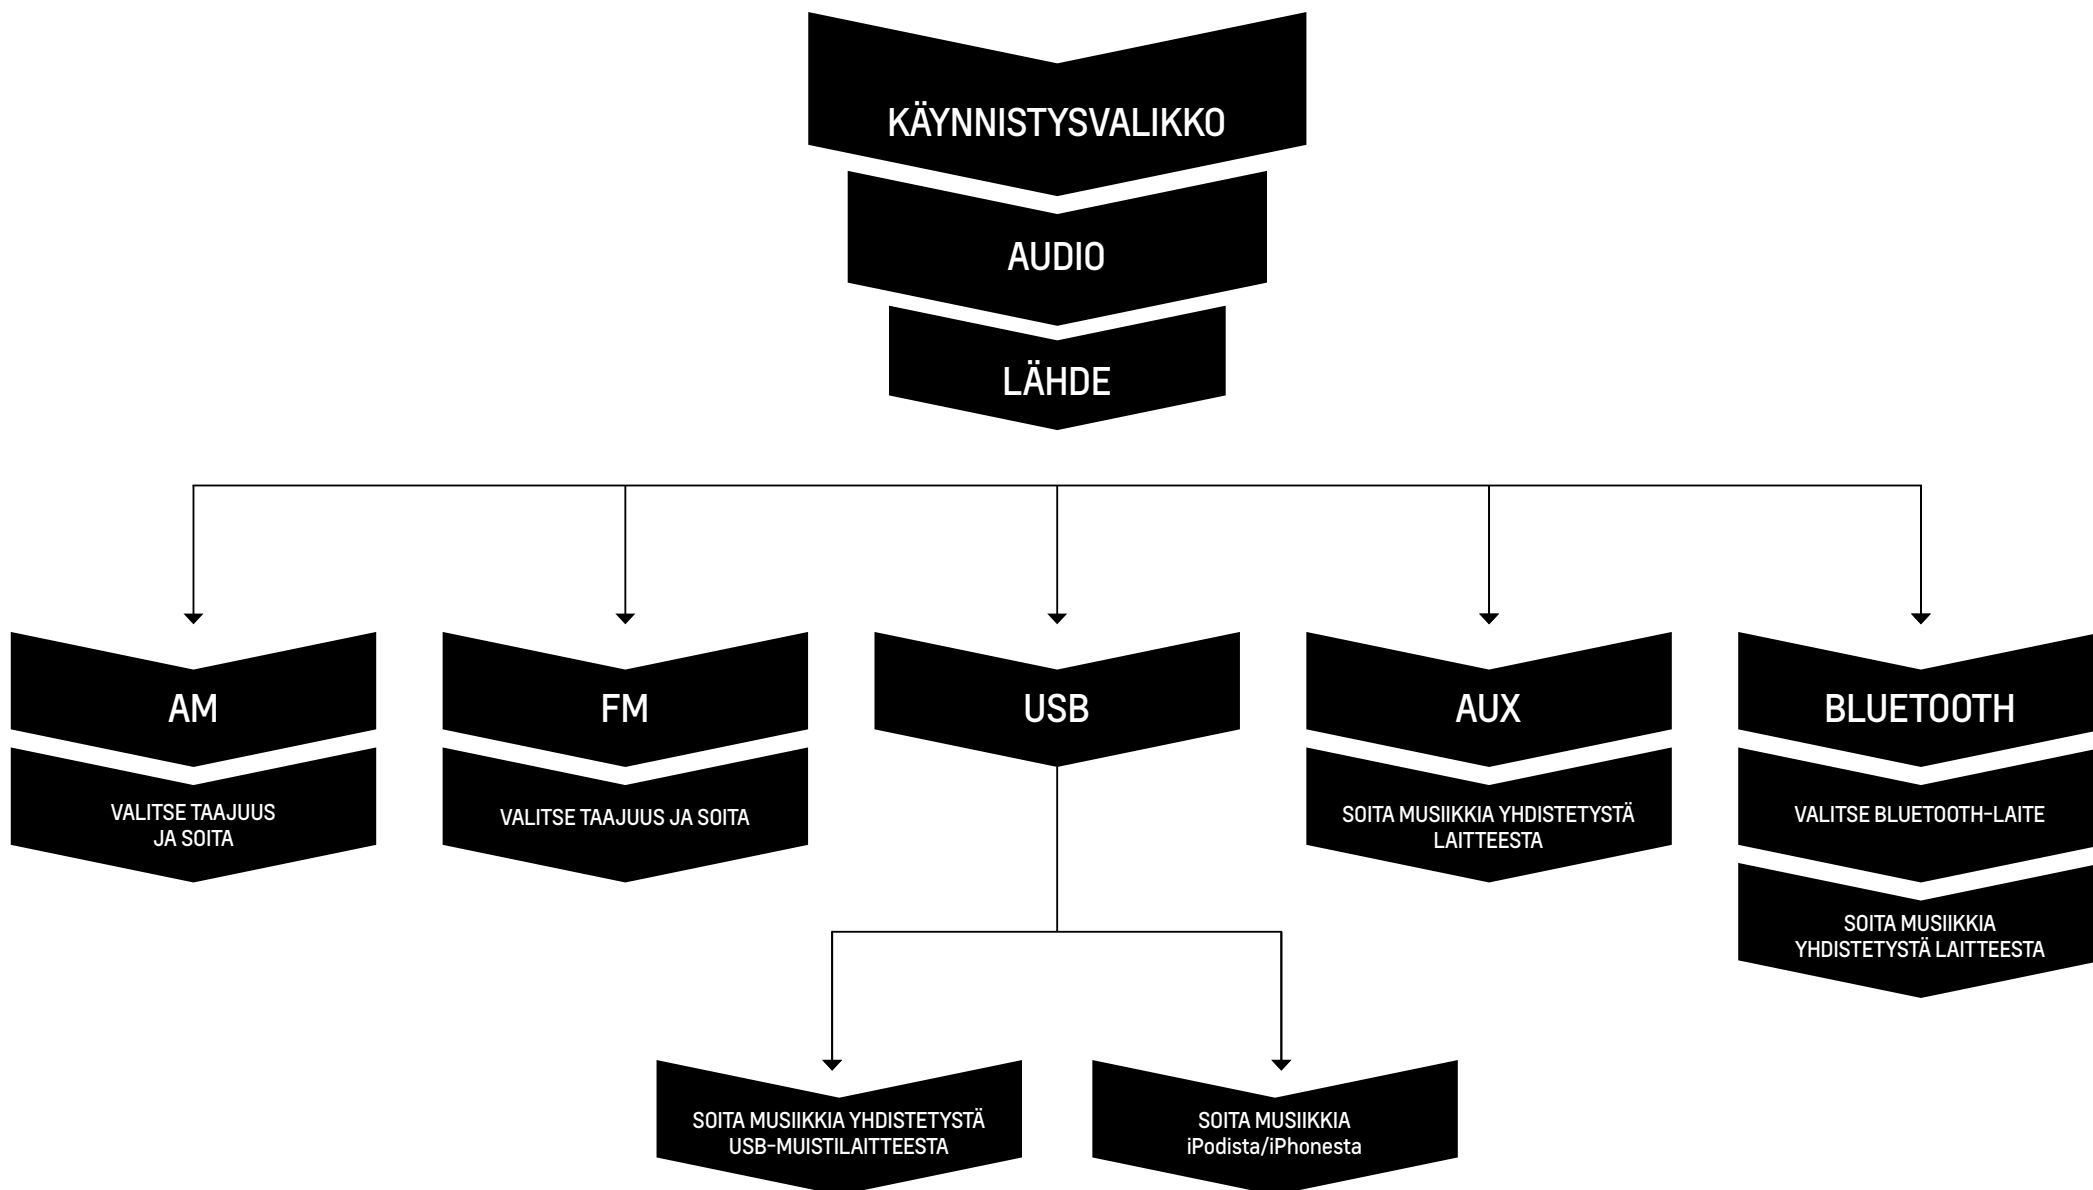 KÄYNNISTYSVALIKKO
AUDIO
LÄHDE
AM
FM
USB
AUX
BLUETOOTH
VALITSE TAAJUUS
JA SOITA
VALITSE TAAJUUS JA SOITA
SOITA MUSIIKKIA YHDISTETYSTÄ
LAITTEESTA
VALITSE BLUETOOTH-LAITE
SOITA MUSIIKKIA
YHDISTETYSTÄ LAITTEESTA
SOITA MUSIIKKIA YHDISTETYSTÄ
USB-MUISTILAITTEESTA
SOITA MUSIIKKIA
iPodista/iPhonesta